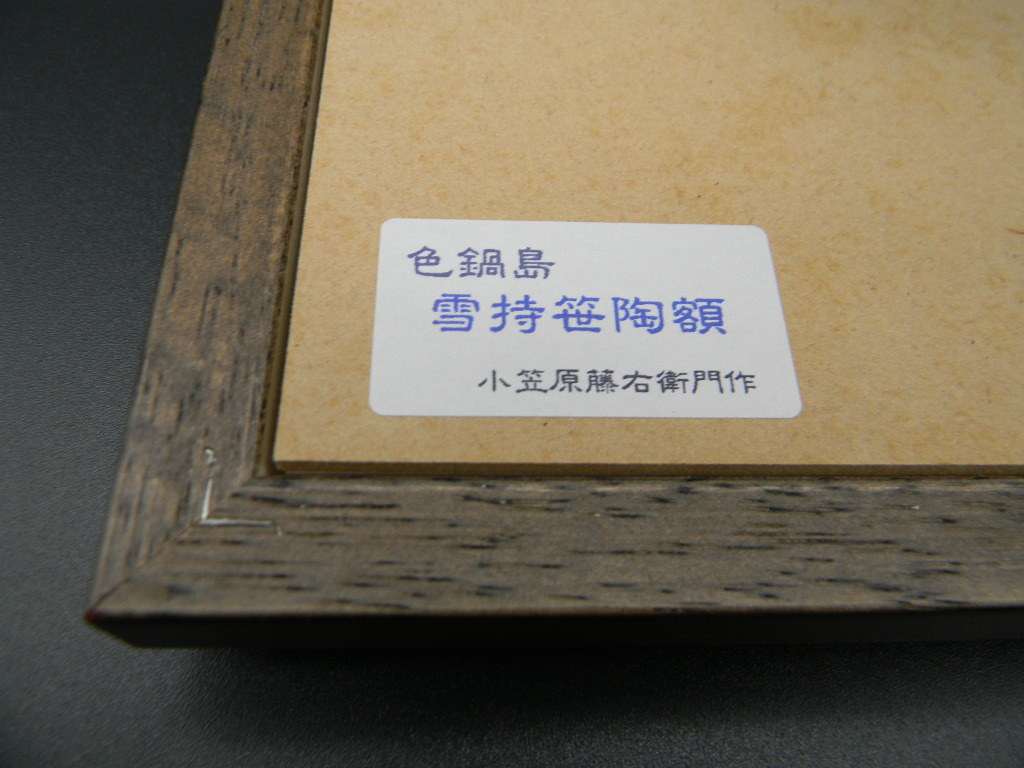 色鍋島
雪持笹陶額
小笠原藤右衛門作